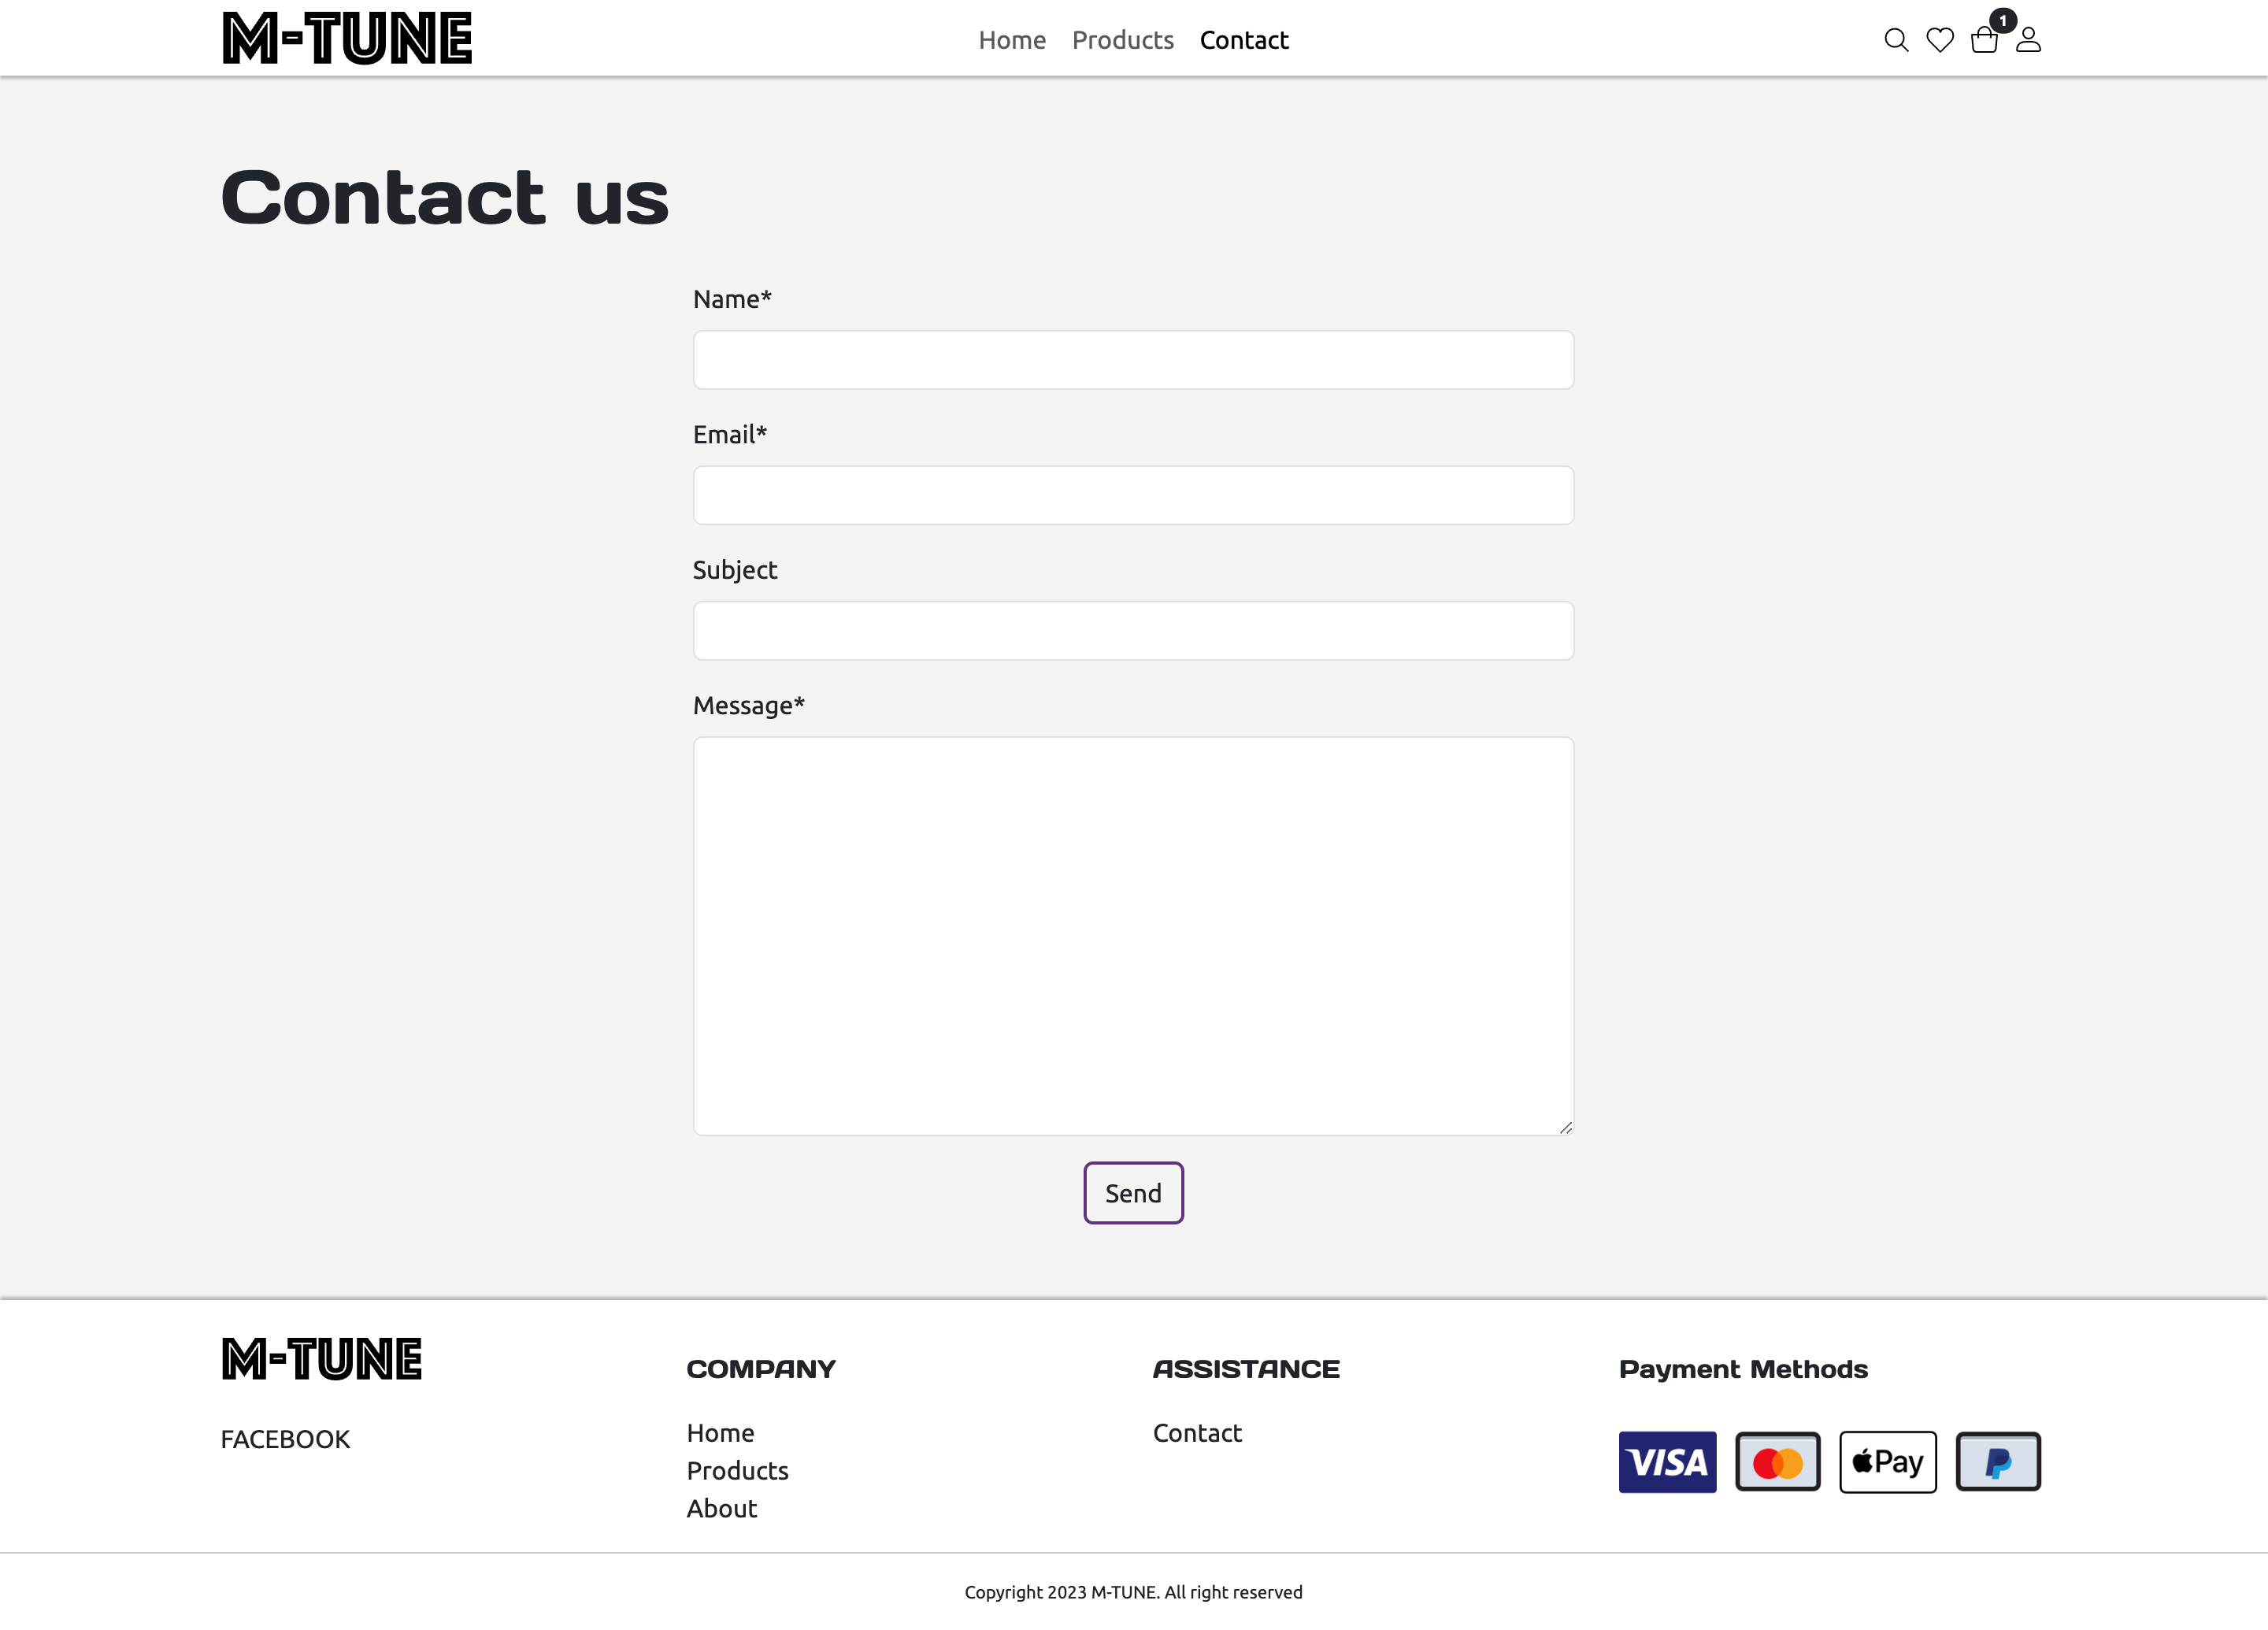 M-TUNE
Home Products Contact
1
Contact us
Name*
Email*
Subject
Message*
Send
M-TUNE
FACEBOOK
COMPANY
Home
Products
About
ASSISTANCE
Contact
Payment Methods
VISA Pay P
Copyright 2023 M-TUNE. All right reserved